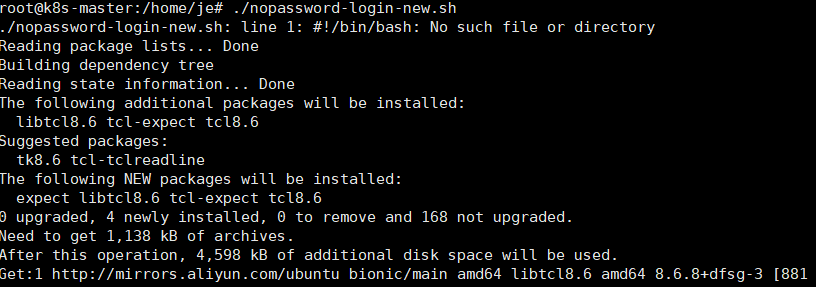 root@k8s-master:/home/je# ./nopassword-login-new.sh
./nopassword-login-new.sh: line 1: #!/bin/bash: No such file or directory
Reading package lists... Done
Building dependency tree
Reading state information... Done
The following additional packages will be installed:
  libtcl8.6 tcl-expect tcl8.6
Suggested packages:
  tk8.6 tcl-tclreadline
The following NEW packages will be installed:
  expect libtcl8.6 tcl-expect tcl8.6
0 upgraded, 4 newly installed, 0 to remove and 168 not upgraded.
Need to get 1,138 kB of archives.
After this operation, 4,598 kB of additional disk space will be used.
Get:1 http://mirrors.aliyun.com/ubuntu bionic/main amd64 libtcl8.6 amd64 8.6.8+dfsg-3 [881